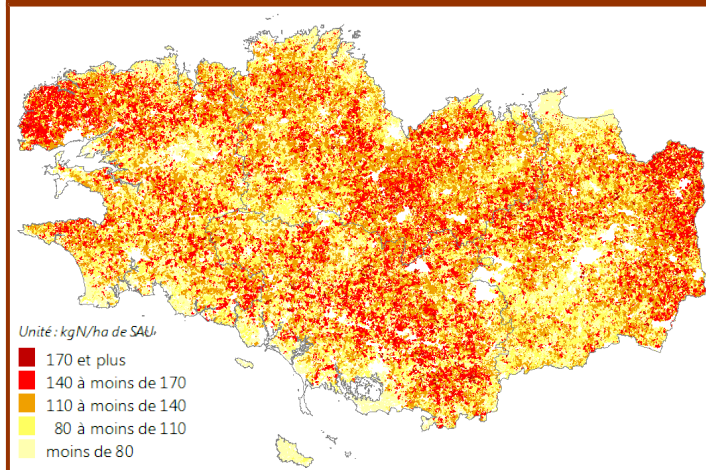 Unité : kgN/ha de SAU
170 et plus
140 à moins de 170
110 à moins de 140
80 à moins de 110
moins de 80